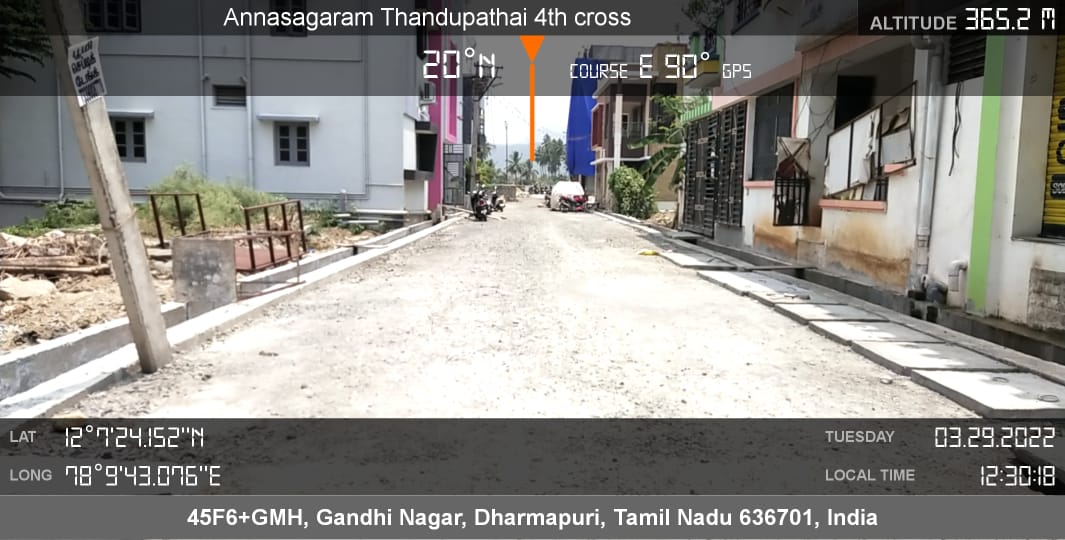 Annasagaram Thandupathai 4th cross
ALTITUDE 365.2 M
20°N
COURSE E 90° GPS
LAT 12°7'24.152"N
TUESDAY 03.29.2022
LONG 78°9'43.076"E
LOCAL TIME 12:30:18
45F6+GMH, Gandhi Nagar, Dharmapuri, Tamil Nadu 636701, India